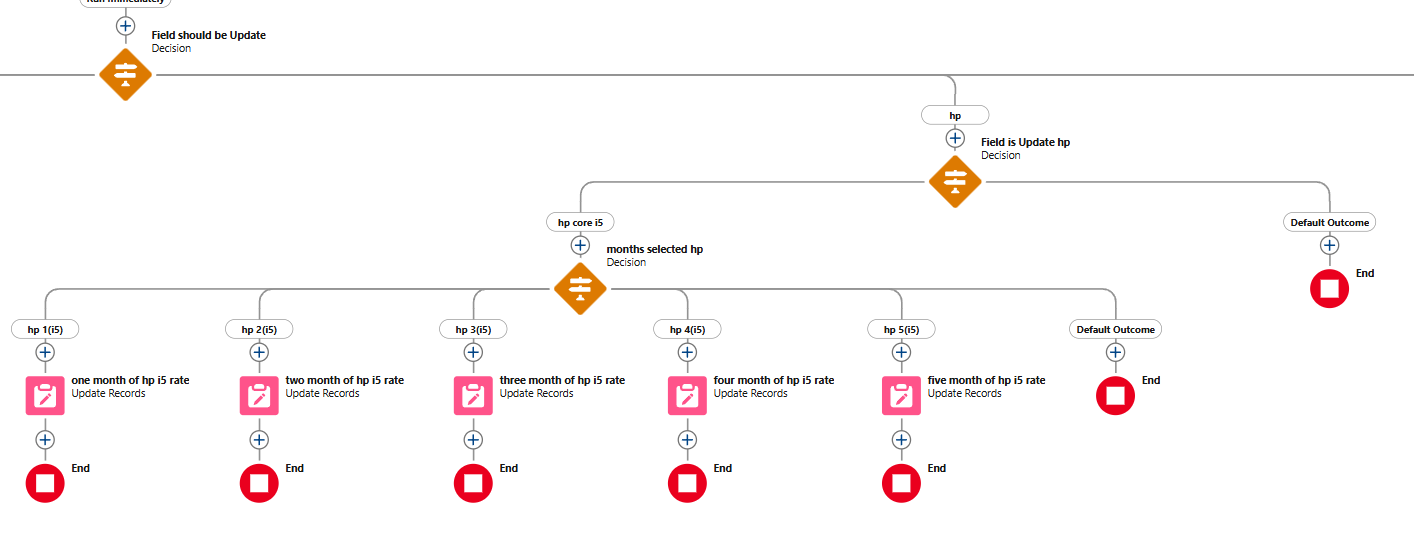 Run Immediately
Field should be Update
Decision
hp
Field is Update hp
Decision
hp core i5
Default Outcome
months selected hp
Decision
End
hp 1(i5)
hp 2(i5)
hp 3(i5)
hp 4(i5)
hp 5(i5)
Default Outcome
one month of hp i5 rate
Update Records
two month of hp i5 rate
Update Records
three month of hp i5 rate
Update Records
four month of hp i5 rate
Update Records
five month of hp i5 rate
Update Records
End
End
End
End
End
End